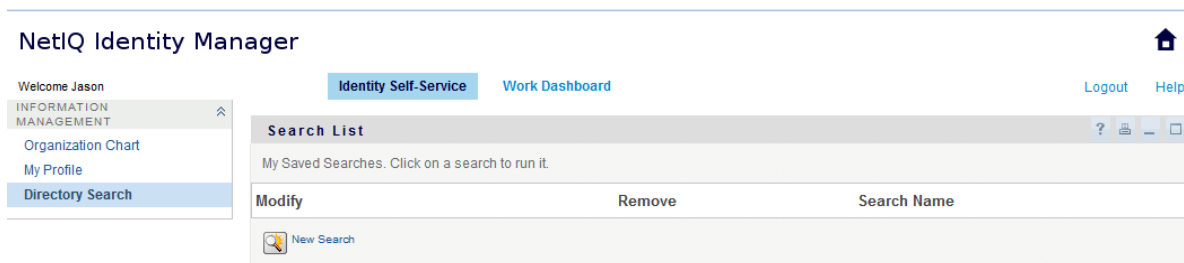 NetIQ Identity Manager
Welcome Jason
Identity Self-Service
Work Dashboard
Logout
Help
INFORMATION
MANAGEMENT
Organization Chart
My Profile
Directory Search
Search List
?
My Saved Searches. Click on a search to run it.
Modify
Remove
Search Name
New Search